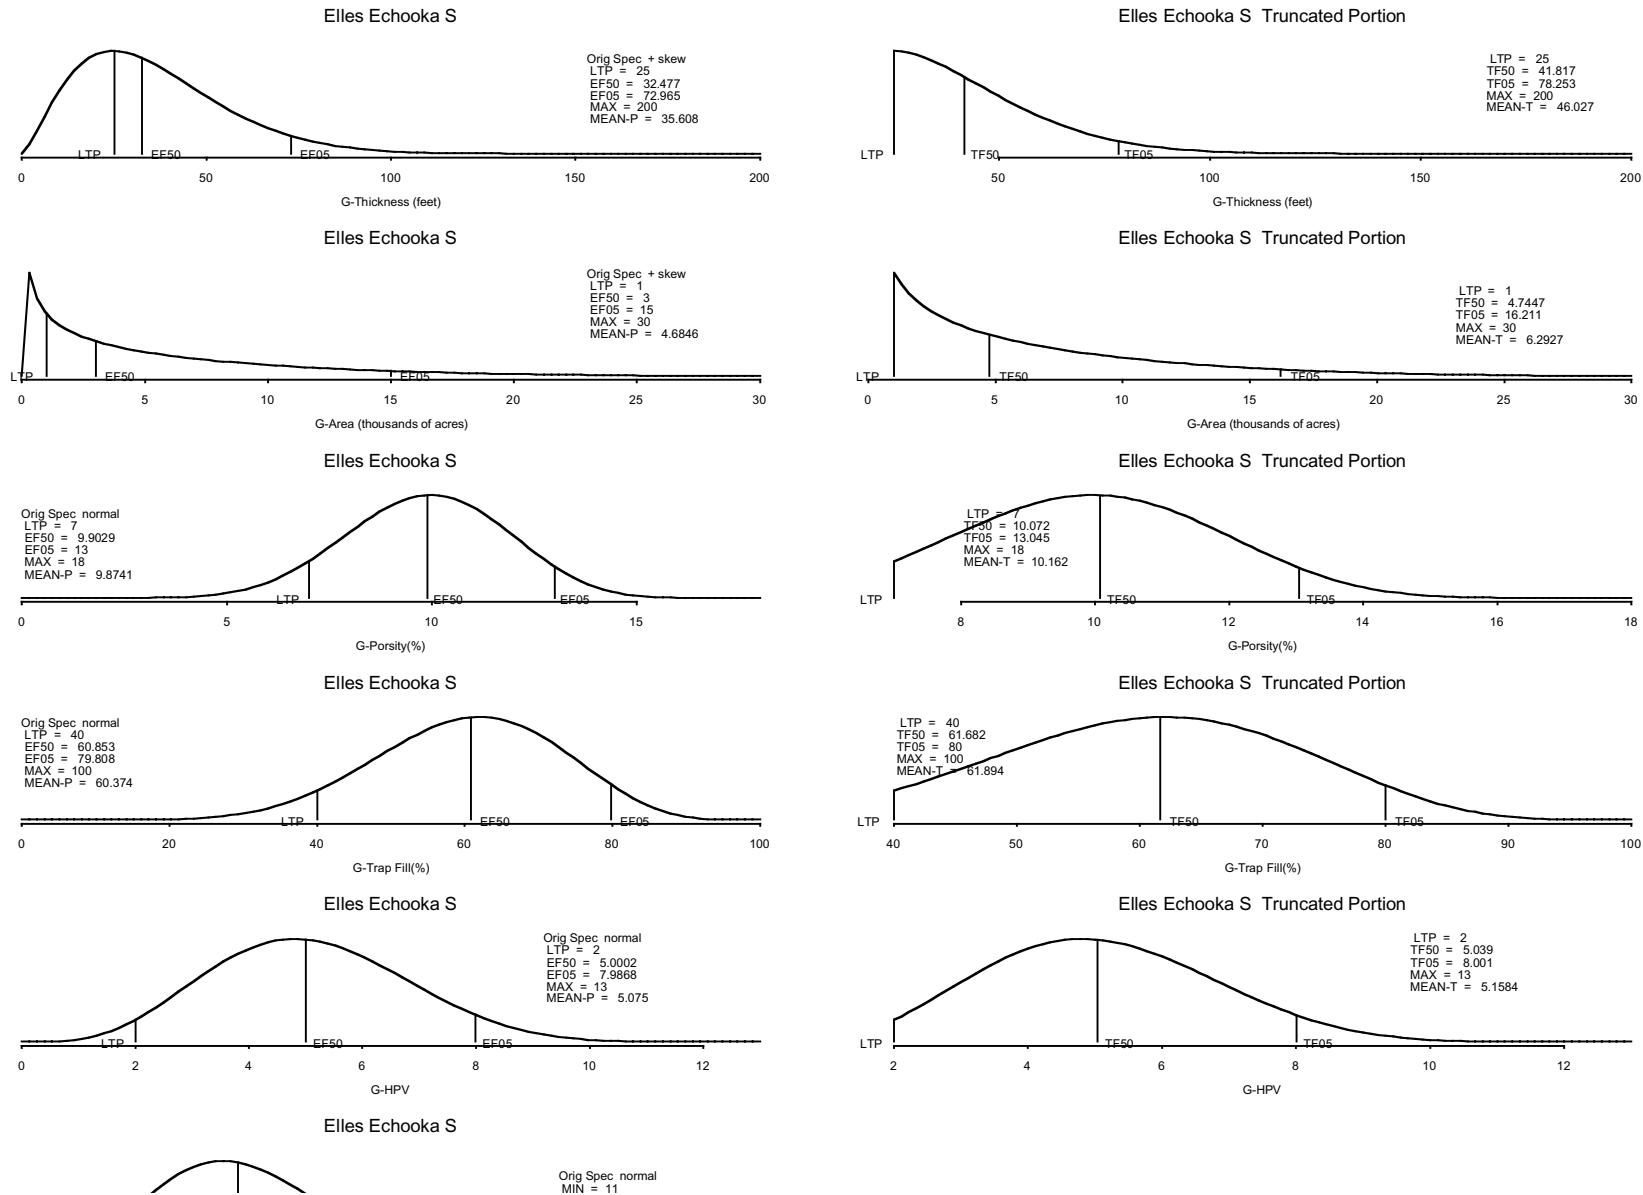 Elles Echooka S
Orig Spec + skew
LTP = 25
EF50 = 32.477
EF05 = 72.965
MAX = 200
MEAN-P = 35.608
LTP EF50 EF05
0 50 100 150 200
G-Thickness (feet)
Elles Echooka S Truncated Portion
LTP = 25
TF50 = 41.817
TF05 = 78.253
MAX = 200
MEAN-T = 46.027
LTP TF50 TF05
50 100 150 200
G-Thickness (feet)
Elles Echooka S
Orig Spec + skew
LTP = 1
EF50 = 3
EF05 = 15
MAX = 30
MEAN-P = 4.6846
LTP EF50 EF05
0 5 10 15 20 25 30
G-Area (thousands of acres)
Elles Echooka S Truncated Portion
LTP = 1
TF50 = 4.7447
TF05 = 16.211
MAX = 30
MEAN-T = 6.2927
LTP TF50 TF05
0 5 10 15 20 25 30
G-Area (thousands of acres)
Elles Echooka S
Orig Spec normal
LTP = 7
EF50 = 9.9029
EF05 = 13
MAX = 18
MEAN-P = 9.8741
LTP EF50 EF05
0 5 10 15
G-Porsity(%)
Elles Echooka S Truncated Portion
LTP = 7
TF50 = 10.072
TF05 = 13.045
MAX = 18
MEAN-T = 10.162
LTP TF50 TF05
8 10 12 14 16 18
G-Porsity(%)
Elles Echooka S
Orig Spec normal
LTP = 40
EF50 = 60.853
EF05 = 79.808
MAX = 100
MEAN-P = 60.374
LTP EF50 EF05
0 20 40 60 80 100
G-Trap Fill(%)
Elles Echooka S Truncated Portion
LTP = 40
TF50 = 61.682
TF05 = 80
MAX = 100
MEAN-T = 61.894
LTP TF50 TF05
40 50 60 70 80 90 100
G-Trap Fill(%)
Elles Echooka S
Orig Spec normal
LTP = 2
EF50 = 5.0002
EF05 = 7.9868
MAX = 13
MEAN-P = 5.075
LTP EF50 EF05
0 2 4 6 8 10 12
G-HPV
Elles Echooka S Truncated Portion
LTP = 2
TF50 = 5.039
TF05 = 8.001
MAX = 13
MEAN-T = 5.1584
LTP TF50 TF05
2 4 6 8 10 12
G-HPV
Elles Echooka S
Orig Spec normal
MIN = 11